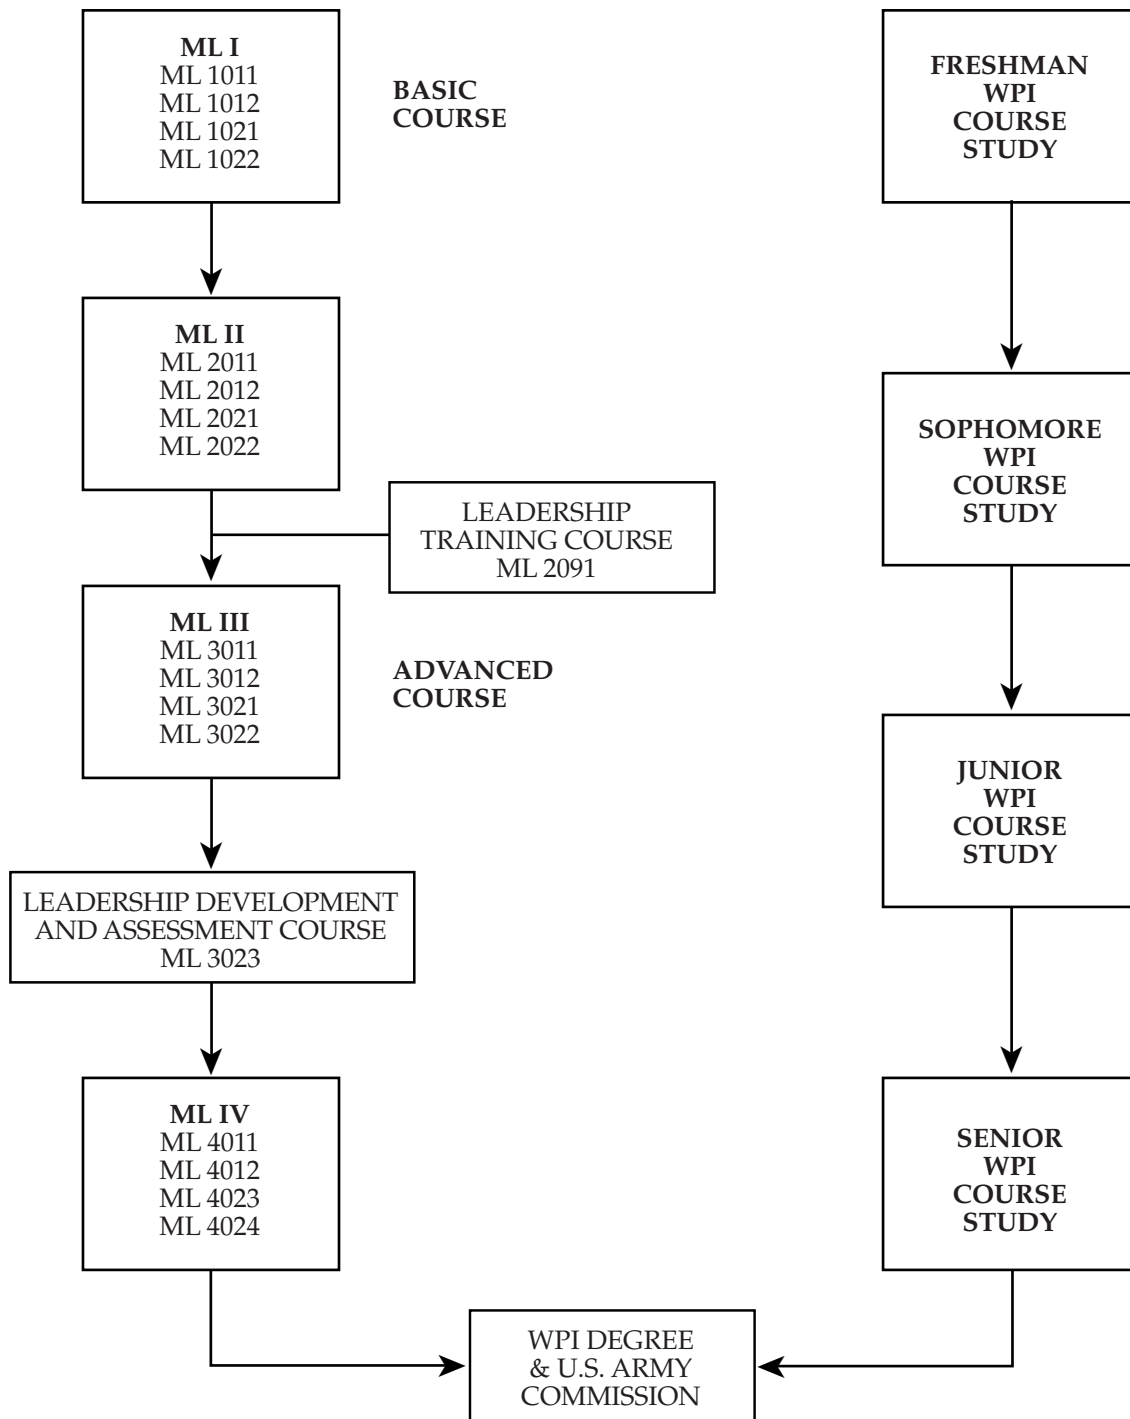 ML I
ML 1011
ML 1012
ML 1021
ML 1022
BASIC
COURSE
FRESHMAN
WPI
COURSE
STUDY
ML II
ML 2011
ML 2012
ML 2021
ML 2022
SOPHOMORE
WPI
COURSE
STUDY
LEADERSHIP
TRAINING COURSE
ML 2091
ML III
ML 3011
ML 3012
ML 3021
ML 3022
ADVANCED
COURSE
JUNIOR
WPI
COURSE
STUDY
LEADERSHIP DEVELOPMENT
AND ASSESSMENT COURSE
ML 3023
ML IV
ML 4011
ML 4012
ML 4023
ML 4024
SENIOR
WPI
COURSE
STUDY
WPI DEGREE
& U.S. ARMY
COMMISSION